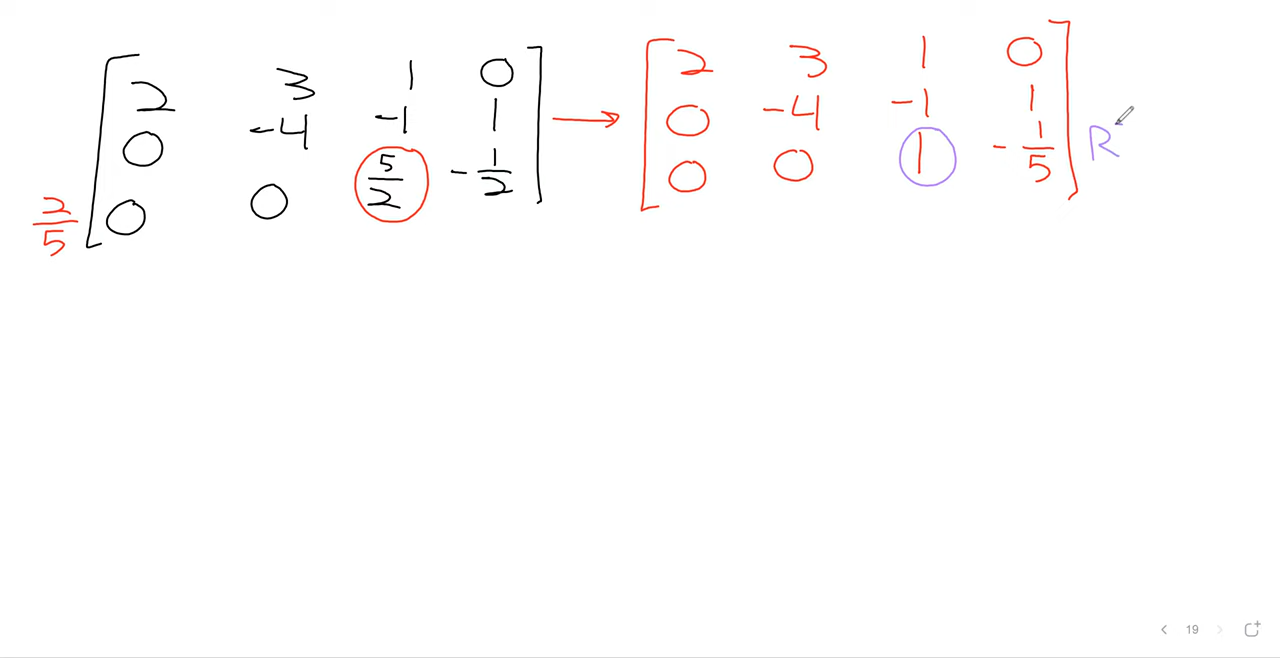 2 3 1 0 2 3 1 0
0 -4 -1 1 → 0 -4 -1 1
2/5 0 0 5/2 -1/2 0 0 1 -1/5 R
19